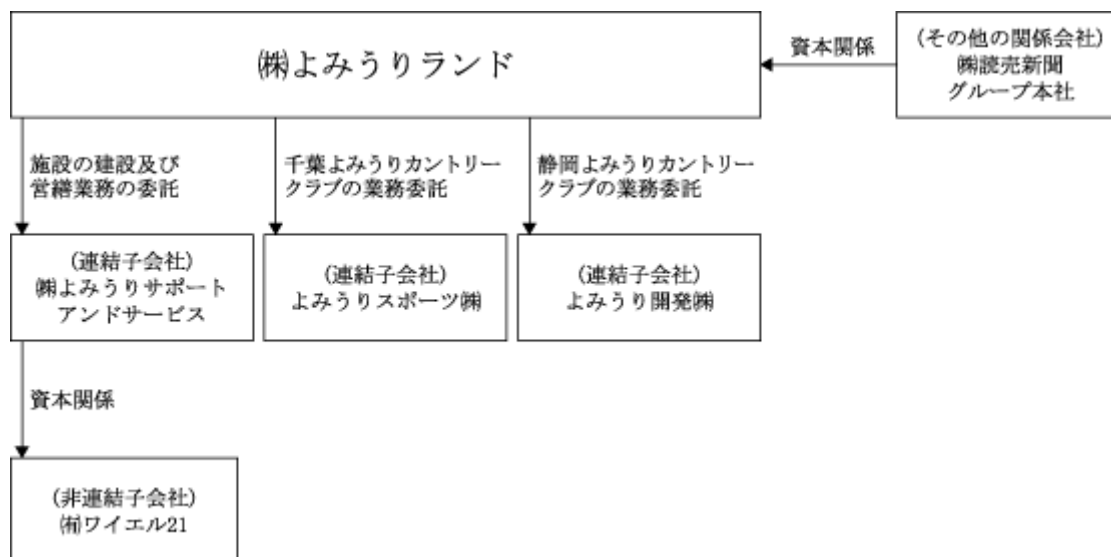 ㈱よみうりランド
資本関係
(その他の関係会社)
㈱読売新聞
グループ本社
施設の建設及び
営繕業務の委託
千葉よみうりカントリー
クラブの業務委託
静岡よみうりカントリー
クラブの業務委託
(連結子会社)
㈱よみうりサポート
アンドサービス
(連結子会社)
よみうりスポーツ㈱
(連結子会社)
よみうり開発㈱
資本関係
(非連結子会社)
㈲ワイエル21